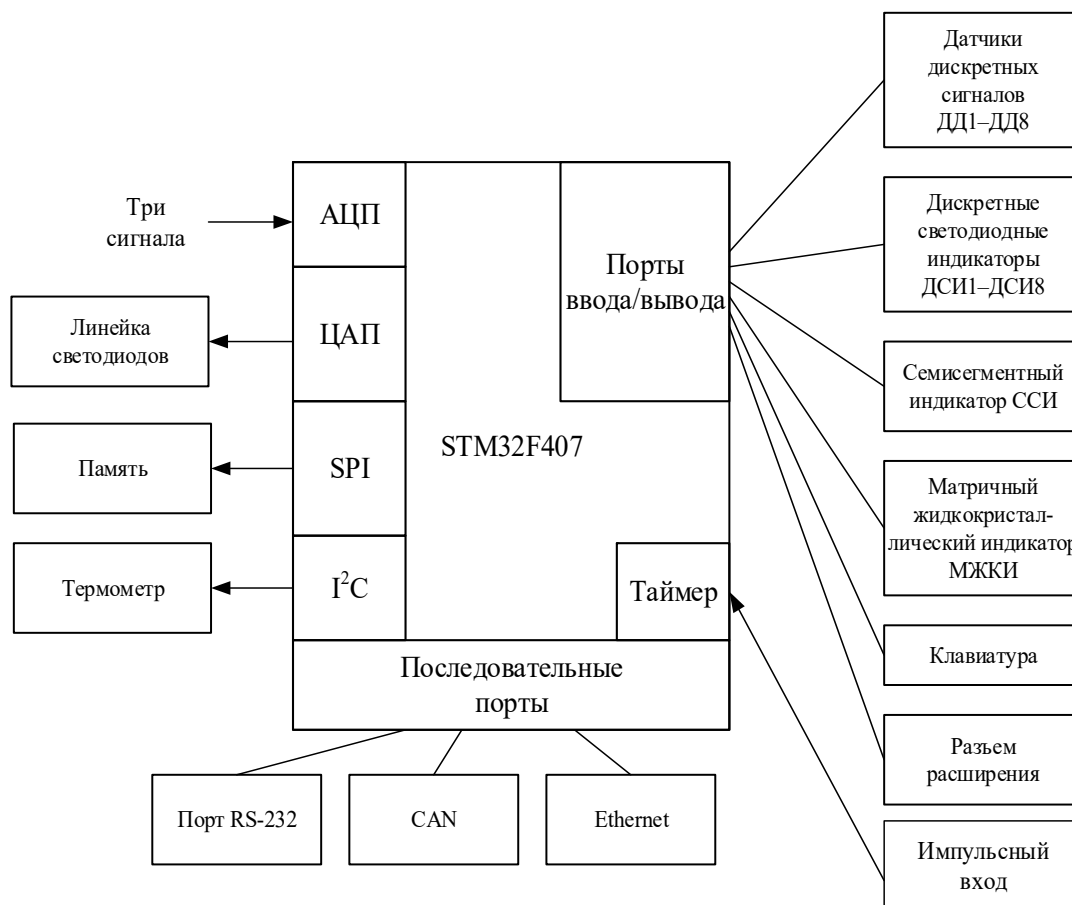 Датчики
дискретных
сигналов
ДД1–ДД8
Три
сигнала
АЦП
Порты
ввода/вывода
Дискретные
светодиодные
индикаторы
ДСИ1–ДСИ8
Линейка
светодиодов
ЦАП
Семисегментный
индикатор ССИ
Память
SPI
STM32F407
Матричный
жидкокристал-
лический индикатор
МЖКИ
Термометр
I²C
Таймер
Клавиатура
Последовательные
порты
Разъем
расширения
Порт RS-232
CAN
Ethernet
Импульсный
вход